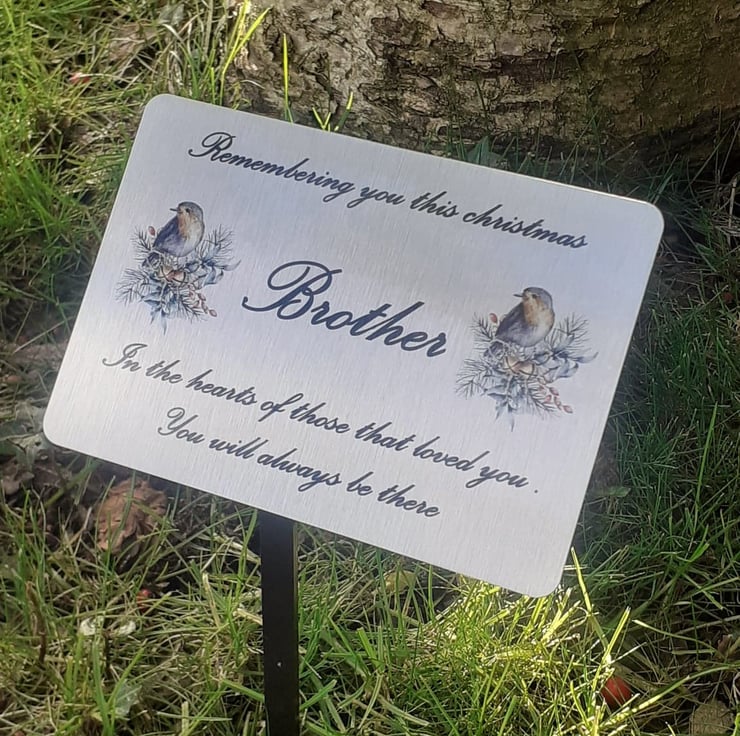 Remembering you this christmas
Brother
In the hearts of those that loved you.
You will always be there